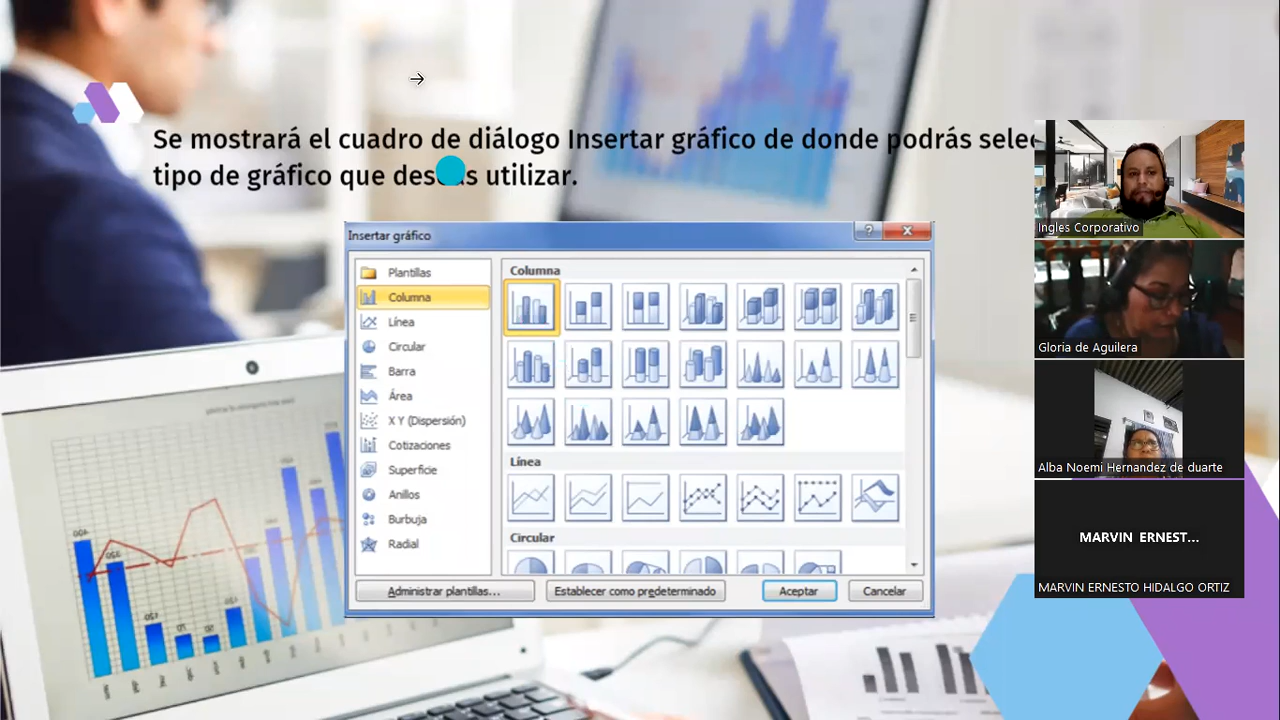 Se mostrará el cuadro de diálogo Insertar gráfico de donde podrás
tipo de gráfico que deseas utilizar.
Insertar gráfico
Plantillas
Columna
Línea
Circular
Barra
Área
X Y (Dispersión)
Cotizaciones
Superficie
Anillos
Burbuja
Radial
Columna
Línea
Circular
Administrar plantillas...
Establecer como predeterminado
Aceptar
Cancelar
Ingles Corporativo
Gloria de Aguilera
Alba Noemi Hernandez de duarte
MARVIN ERNEST...
MARVIN ERNESTO HIDALGO ORTIZ